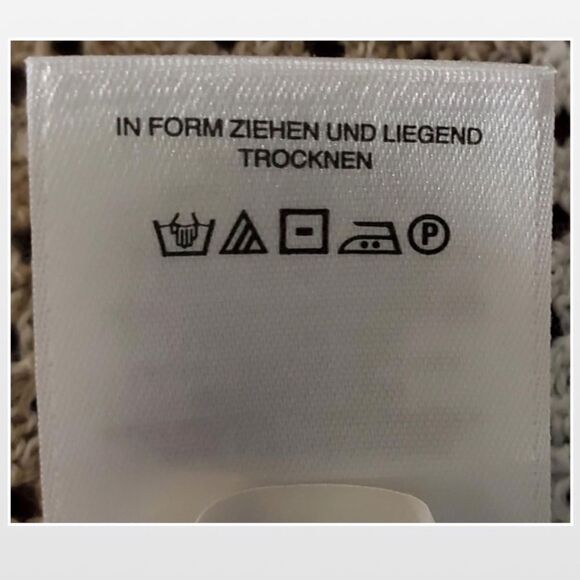 IN FORM ZIEHEN UND LIEGEND
TROCKNEN
P